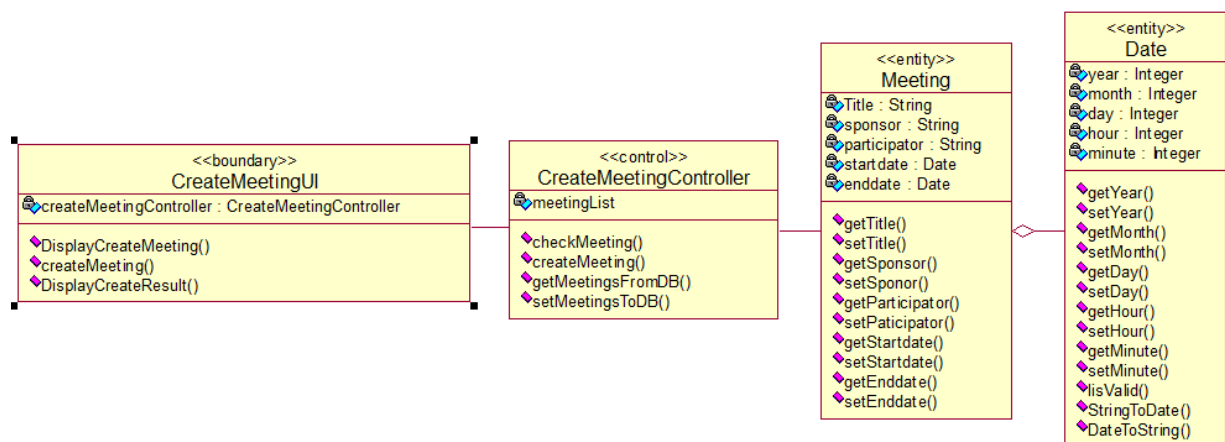 <<boundary>>
CreateMeetingUI
createMeetingController : CreateMeetingController
DisplayCreateMeeting()
createMeeting()
DisplayCreateResult()
<<control>>
CreateMeetingController
meetingList
checkMeeting()
createMeeting()
getMeetingsFromDB()
setMeetingsToDB()
<<entity>>
Meeting
Title : String
sponsor : String
participator : String
startdate : Date
enddate : Date
getTitle()
setTitle()
getSponsor()
setSponor()
getParticipator()
setPaticipator()
getStartdate()
setStartdate()
getEnddate()
setEnddate()
<<entity>>
Date
year : Integer
month : Integer
day : Integer
hour : Integer
minute : Integer
getYear()
setYear()
getMonth()
setMonth()
getDay()
setDay()
getHour()
setHour()
getMinute()
setMinute()
lisValid()
StringToDate()
DateToString()